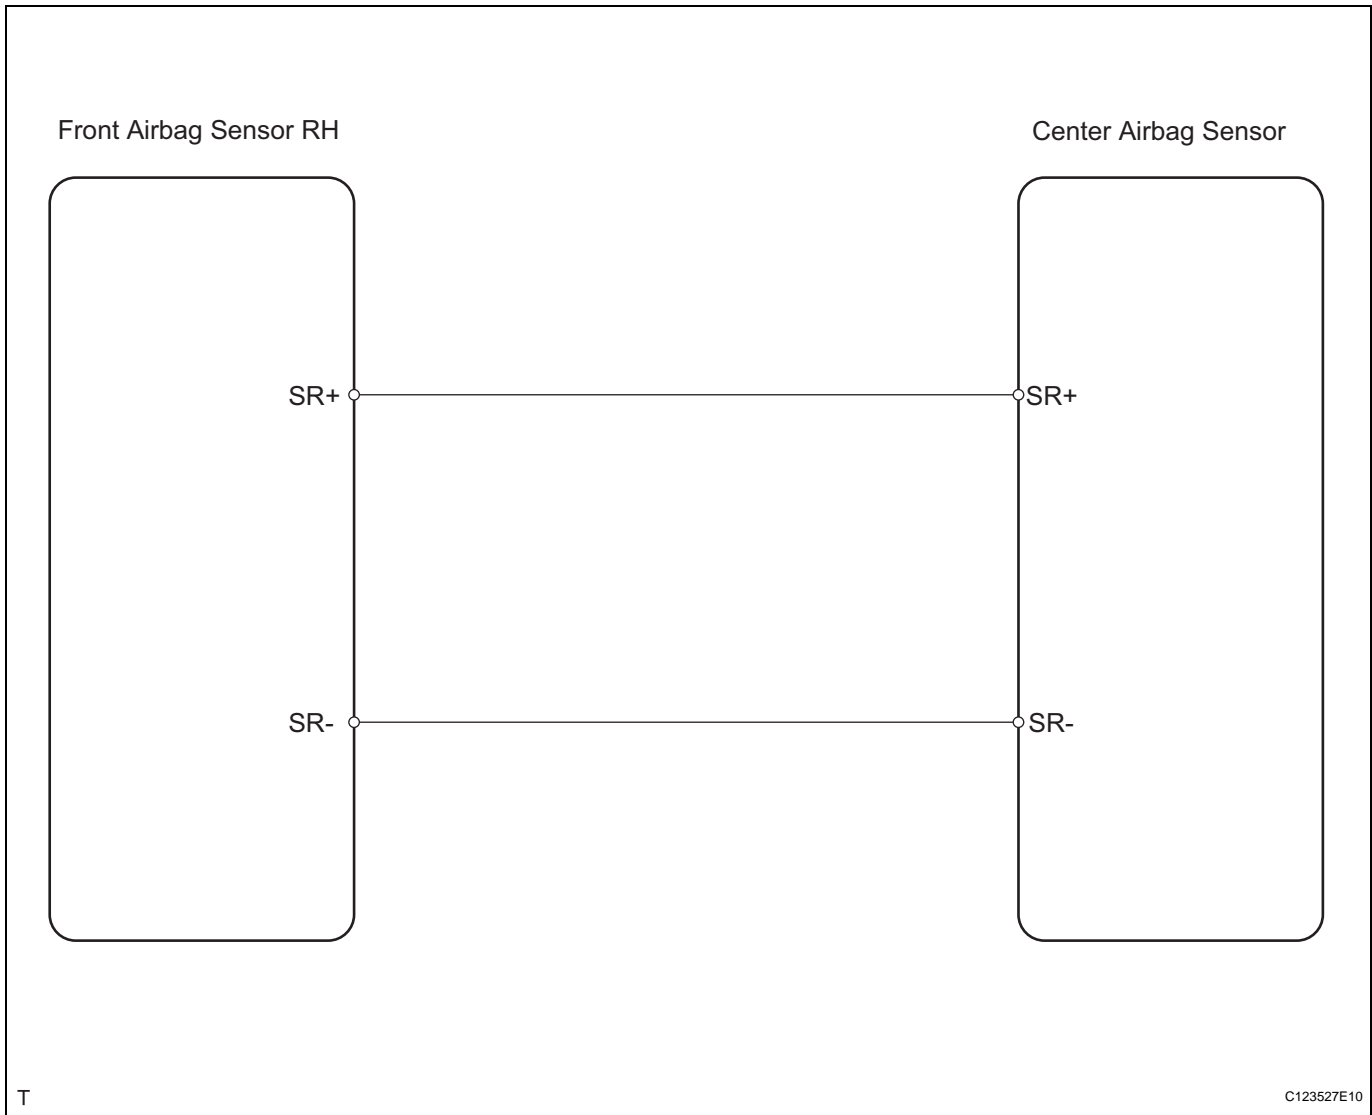 Front Airbag Sensor RH
Center Airbag Sensor
SR+
SR+
SR-
SR-
T
C123527E10